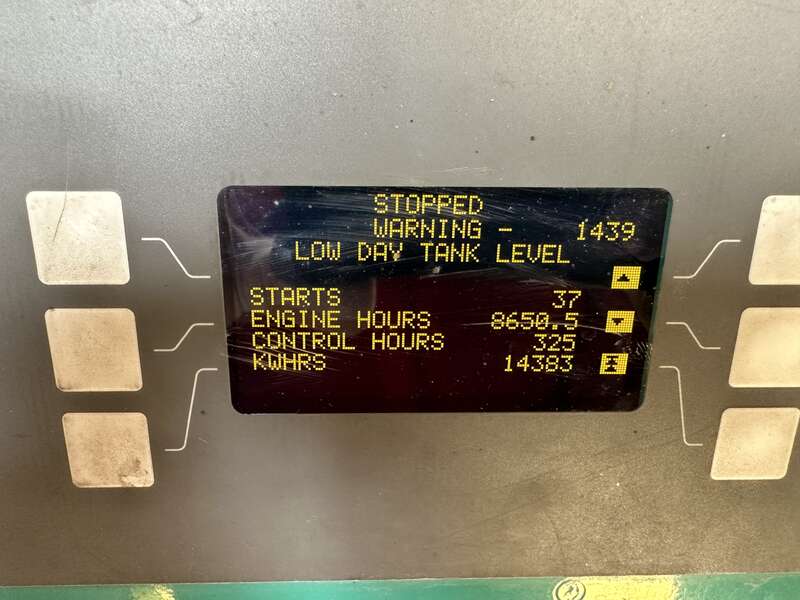 STOPPED
WARNING - 1439
LOW DAY TANK LEVEL
STARTS 37
ENGINE HOURS 8650.5
CONTROL HOURS 325
KWHRS 14383